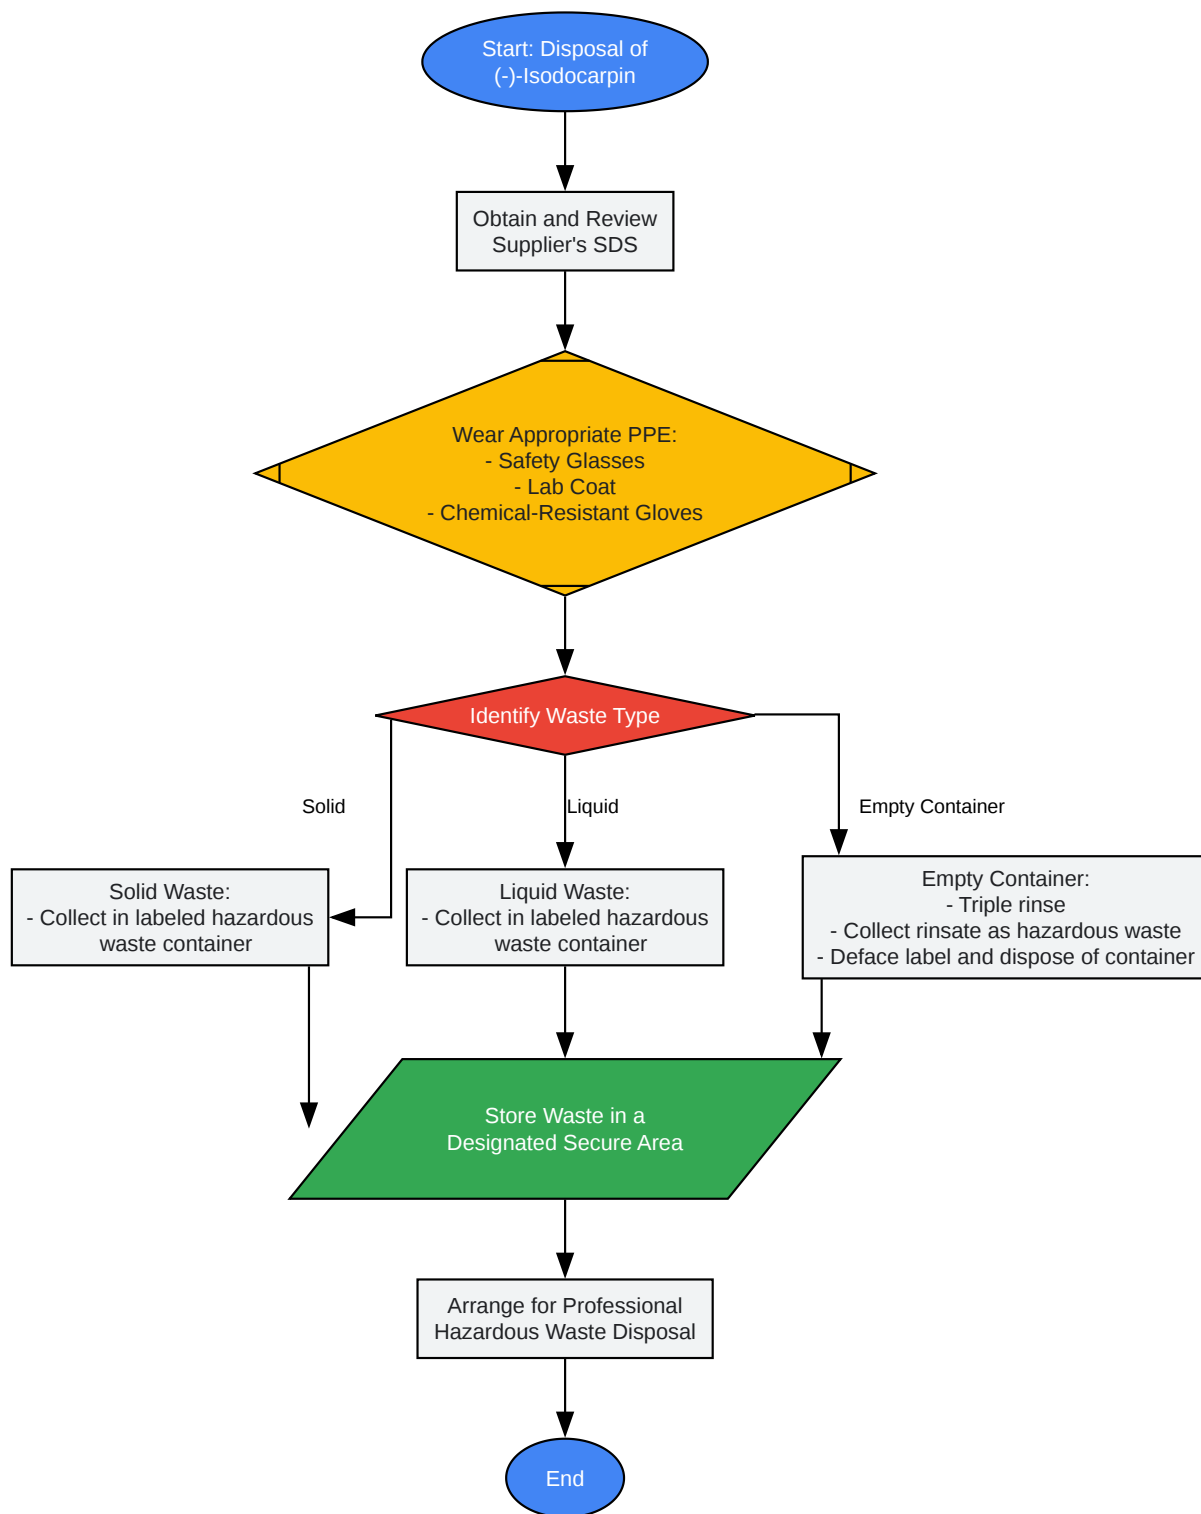 Start: Disposal of
(-)-Isodocarpin
Obtain and Review
Supplier's SDS
Wear Appropriate PPE:
- Safety Glasses
- Lab Coat
- Chemical-Resistant Gloves
Identify Waste Type
Solid
Liquid
Empty Container
Solid Waste:
- Collect in labeled hazardous
waste container
Liquid Waste:
- Collect in labeled hazardous
waste container
Empty Container:
- Triple rinse
- Collect rinsate as hazardous waste
- Deface label and dispose of container
Store Waste in a
Designated Secure Area
Arrange for Professional
Hazardous Waste Disposal
End